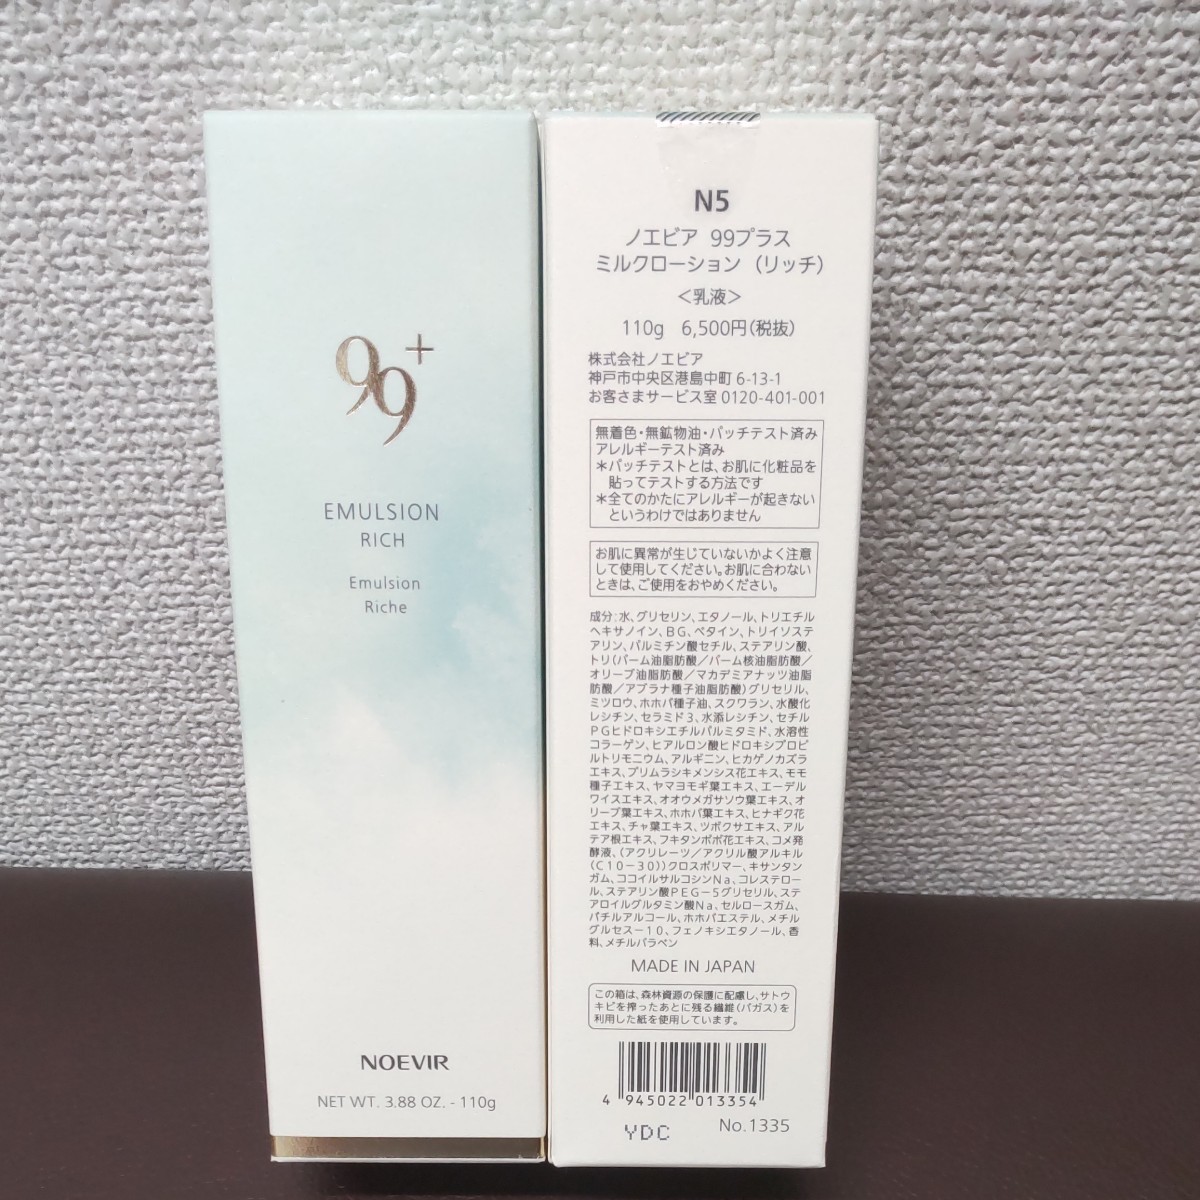 99+
EMULSION
RICH
Emulsion
Riche
NOEVIR
NET WT. 3.88 OZ. - 110g
N5
ノエビア 99プラス
ミルクローション (リッチ)
<乳液>
110g 6,500円(税抜)
株式会社ノエビア
神戸市中央区港島中町 6-13-1
お客さまサービス室 0120-401-001
無着色・無鉱物油・パッチテスト済み
アレルギーテスト済み
*パッチテストとは、お肌に化粧品を
貼ってテストする方法です
*全てのかたにアレルギーが起きない
というわけではありません
お肌に異常が生じていないかよく注意
して使用してください。お肌に合わない
ときは、ご使用をおやめください。
成分:水、グリセリン、エタノール、トリエチル
ヘキサノイン、BG、ベタイン、トリイソステ
アリン、パルミチン酸セチル、ステアリン酸、
トリ(パーム油脂肪酸/パーム核油脂肪酸/
オリーブ油脂肪酸/マカデミアナッツ油脂
肪酸/アブラナ種子油脂肪酸)グリセリル、
ミツロウ、ホホバ種子油、スクワラン、水酸化
レシチン、セラミド3、水添レシチン、セチル
PGヒドロキシエチルパルミタミド、水溶性
コラーゲン、ヒアルロン酸ヒドロキシプロピ
ルトリモニウム、アルギニン、ヒカゲノカズラ
エキス、プリムラシキメンシス花エキス、モモ
種子エキス、ヤマヨモギ葉エキス、エーデル
ワイスエキス、オオウメガサソウ葉エキス、オ
リーブ葉エキス、ホホバ葉エキス、ヒナギク花
エキス、チャ葉エキス、ツボクサエキス、アル
テア根エキス、フキタンポポ花エキス、コメ発
酵液、(アクリレーツ/アクリル酸アルキル
(C10-30))クロスポリマー、キサンタン
ガム、ココイルサルコシンNa、コレステロー
ル、ステアリン酸PEG-5グリセリル、ステ
アロイルグルタミン酸Na、セルロースガム、
バチルアルコール、ホホバエステル、メチル
グルセス-10、フェノキシエタノール、香
料、メチルパラベン
MADE IN JAPAN
この箱は、森林資源の保護に配慮し、サトウ
キビを搾ったあとに残る繊維(バガス)を
利用した紙を使用しています。
4 945022 013354
YDC No.1335